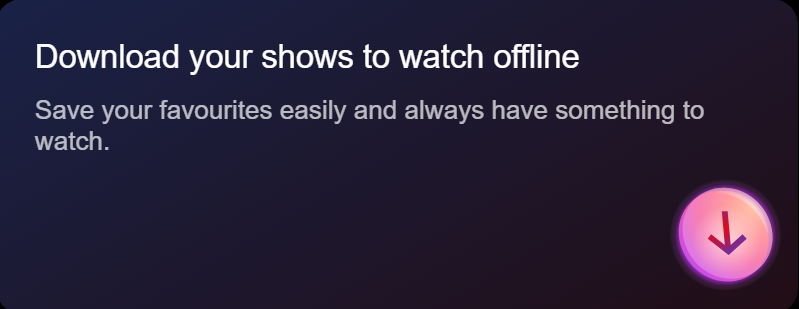 Download your shows to watch offline
Save your favourites easily and always have something to
watch.